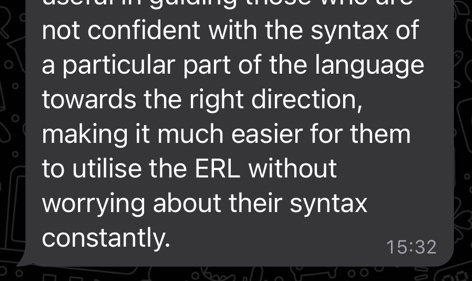 useful in guiding those who are
not confident with the syntax of
a particular part of the language
towards the right direction,
making it much easier for them
to utilise the ERL without
worrying about their syntax
constantly.
15:32